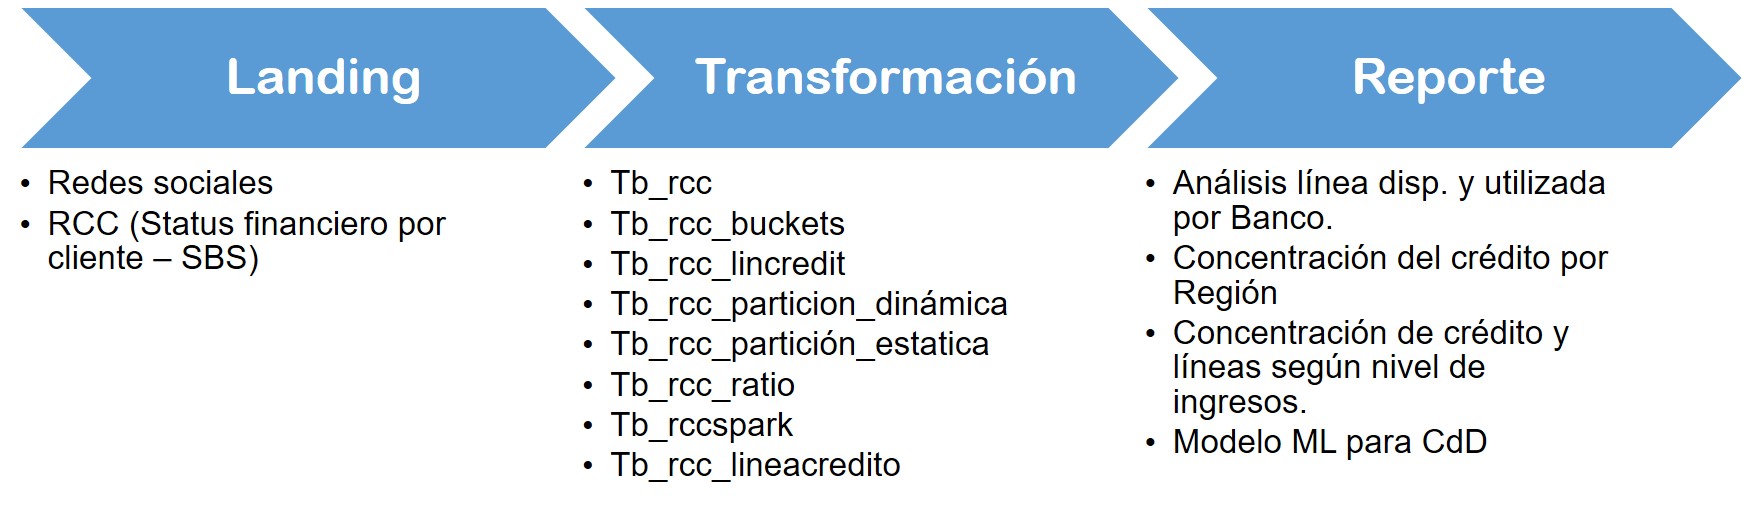 Landing
Redes sociales
RCC (Status financiero por
cliente – SBS)
Transformación
Tb_rcc
Tb_rcc_buckets
Tb_rcc_lincredit
Tb_rcc_particion_dinámica
Tb_rcc_partición_estatica
Tb_rcc_ratio
Tb_rccspark
Tb_rcc_lineacredito
Reporte
Análisis línea disp. y utilizada
por Banco.
Concentración del crédito por
Región
Concentración de crédito y
líneas según nivel de
ingresos.
Modelo ML para CdD